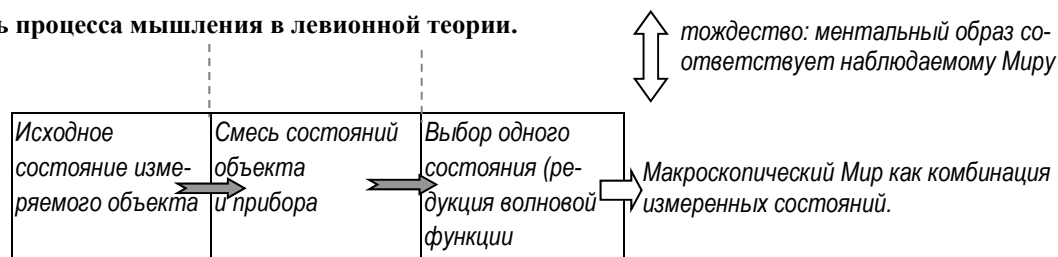 ь процесса мышления в левионной теории.
тождество: ментальный образ со-
ответствует наблюдаемому Миру
Исходное
состояние изме-
ряемого объекта
Смесь состояний
объекта
и прибора
Выбор одного
состояния (ре-
дукция волновой
функции
Макроскопический Мир как комбинация
измеренных состояний.